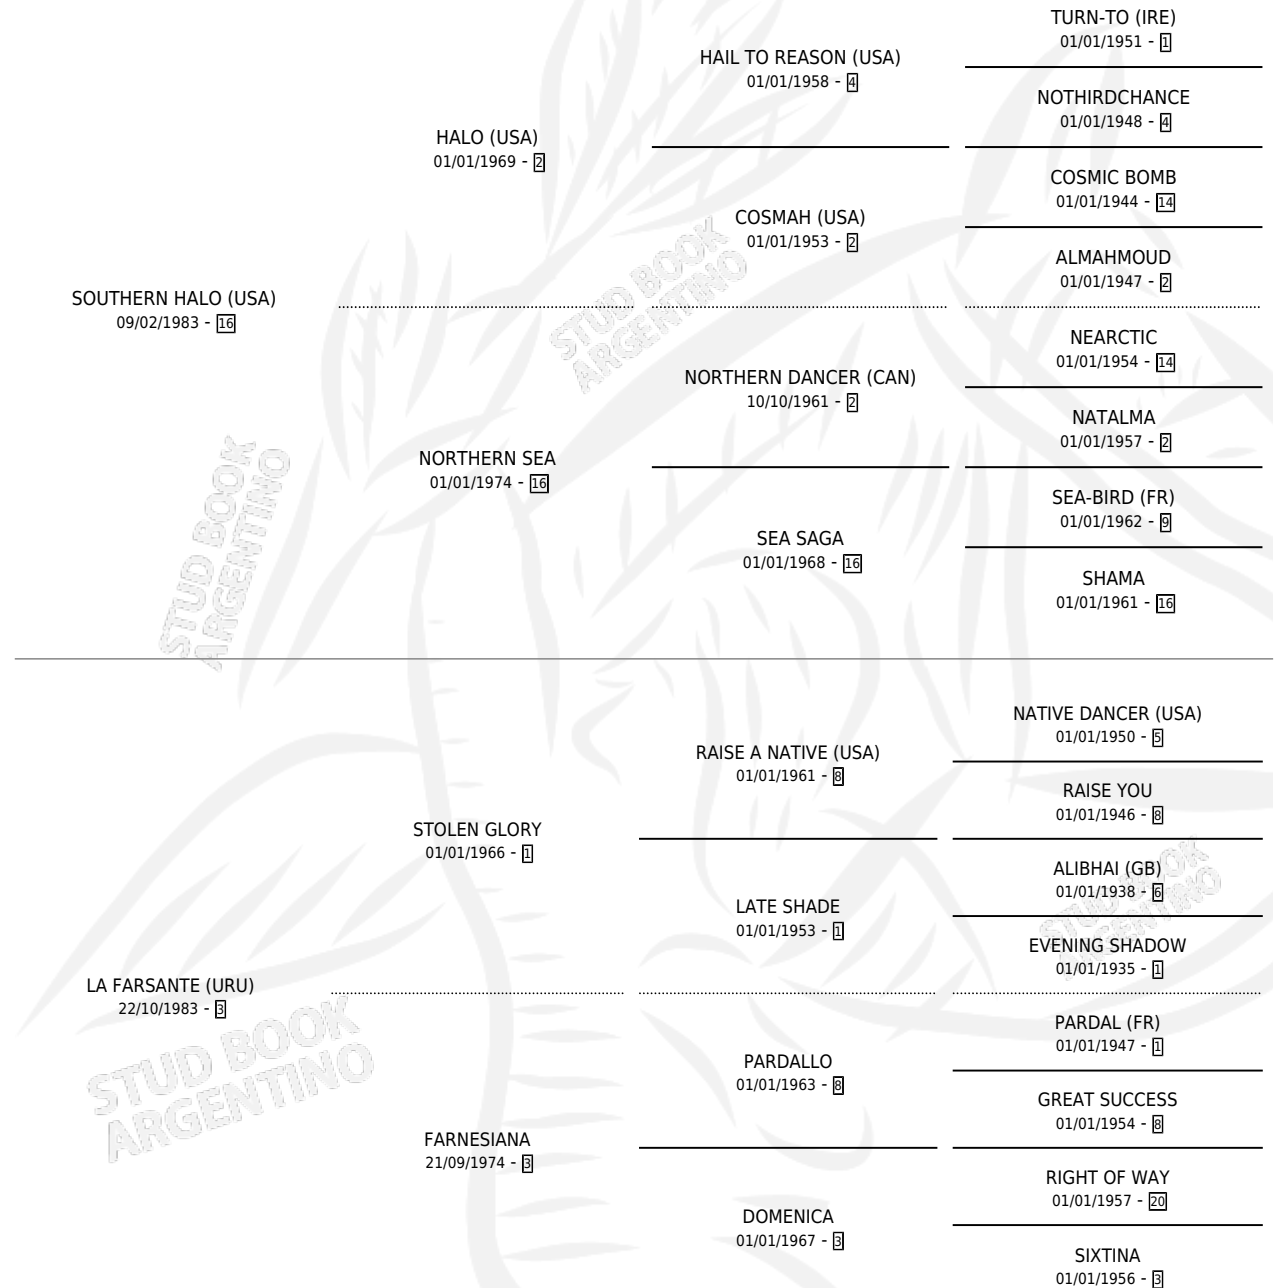 TURN-TO (IRE)
01/01/1951 - 1
HAIL TO REASON (USA)
01/01/1958 - 4
NOTHIRDCHANCE
01/01/1948 - 4
HALO (USA)
01/01/1969 - 2
COSMIC BOMB
01/01/1944 - 14
COSMAH (USA)
01/01/1953 - 2
ALMAHMOUD
01/01/1947 - 2
SOUTHERN HALO (USA)
09/02/1983 - 16
NEARCTIC
01/01/1954 - 14
NORTHERN DANCER (CAN)
10/10/1961 - 2
NATALMA
01/01/1957 - 2
NORTHERN SEA
01/01/1974 - 16
SEA-BIRD (FR)
01/01/1962 - 9
SEA SAGA
01/01/1968 - 16
SHAMA
01/01/1961 - 16
STUD BOOK
ARGENTINO
STUD BOOK
ARGENTINO
NATIVE DANCER (USA)
01/01/1950 - 5
RAISE A NATIVE (USA)
01/01/1961 - 8
RAISE YOU
01/01/1946 - 8
STOLEN GLORY
01/01/1966 - 1
ALIBHAI (GB)
01/01/1938 - 6
LATE SHADE
01/01/1953 - 1
EVENING SHADOW
01/01/1935 - 1
STUD BOOK
ARGENTINO
LA FARSANTE (URU)
22/10/1983 - 3
PARDAL (FR)
01/01/1947 - 1
PARDALLO
01/01/1963 - 8
GREAT SUCCESS
01/01/1954 - 8
FARNESIANA
21/09/1974 - 3
RIGHT OF WAY
01/01/1957 - 20
DOMENICA
01/01/1967 - 3
SIXTINA
01/01/1956 - 3
STUD BOOK
ARGENTINO